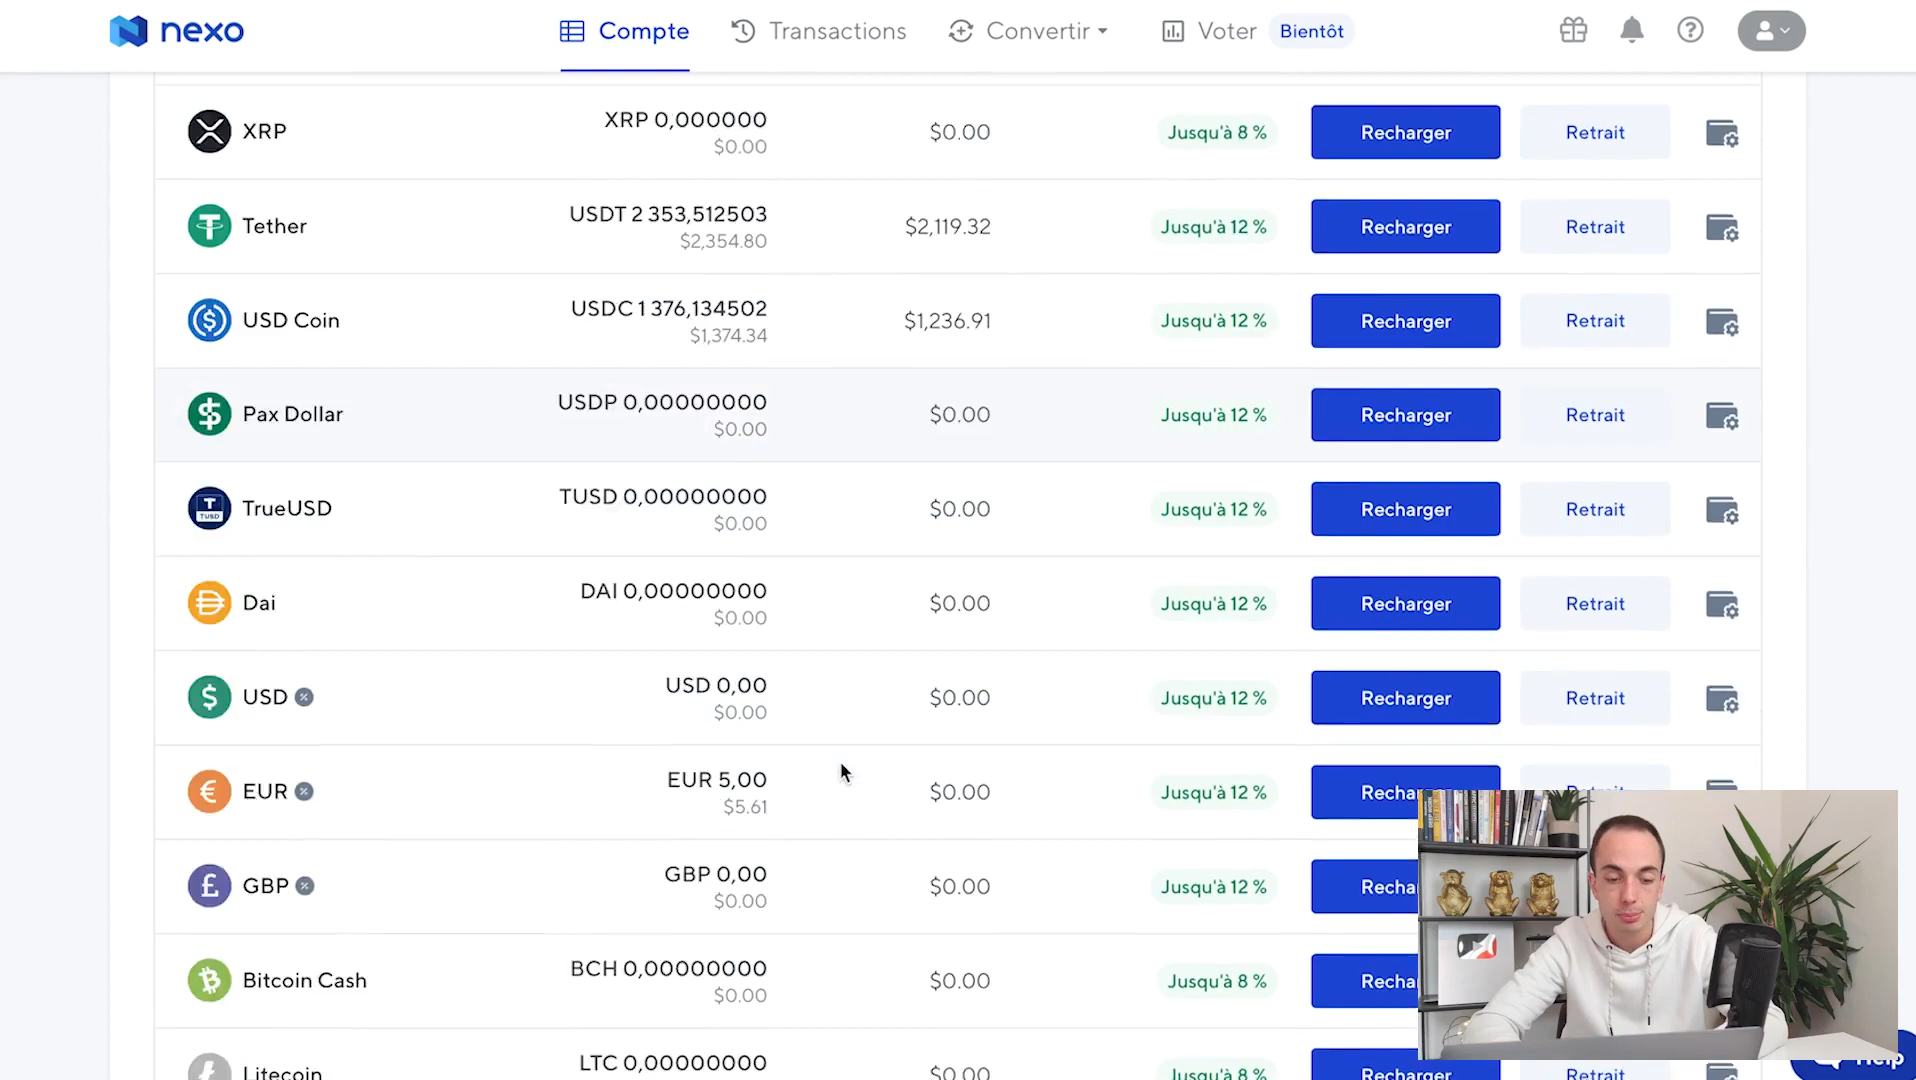 nexo Compte Transactions Convertir Voter Bientôt
XRP XRP 0,000000 $0.00 $0.00 Jusqu'à 8 % Recharger Retrait
Tether USDT 2 353,512503 $2,354.80 $2,119.32 Jusqu'à 12 % Recharger Retrait
USD Coin USDC 1 376,134502 $1,374.34 $1,236.91 Jusqu'à 12 % Recharger Retrait
Pax Dollar USDP 0,00000000 $0.00 $0.00 Jusqu'à 12 % Recharger Retrait
TrueUSD TUSD 0,00000000 $0.00 $0.00 Jusqu'à 12 % Recharger Retrait
Dai DAI 0,00000000 $0.00 $0.00 Jusqu'à 12 % Recharger Retrait
USD USD 0,00 $0.00 $0.00 Jusqu'à 12 % Recharger Retrait
EUR EUR 5,00 $5.61 $0.00 Jusqu'à 12 % Rechar
GBP GBP 0,00 $0.00 $0.00 Jusqu'à 12 % Rechar
Bitcoin Cash BCH 0,00000000 $0.00 $0.00 Jusqu'à 8 % Rechar
Litecoin LTC 0,00000000 $0.00 Jusqu'à 8 % Recharger Retrait
Help